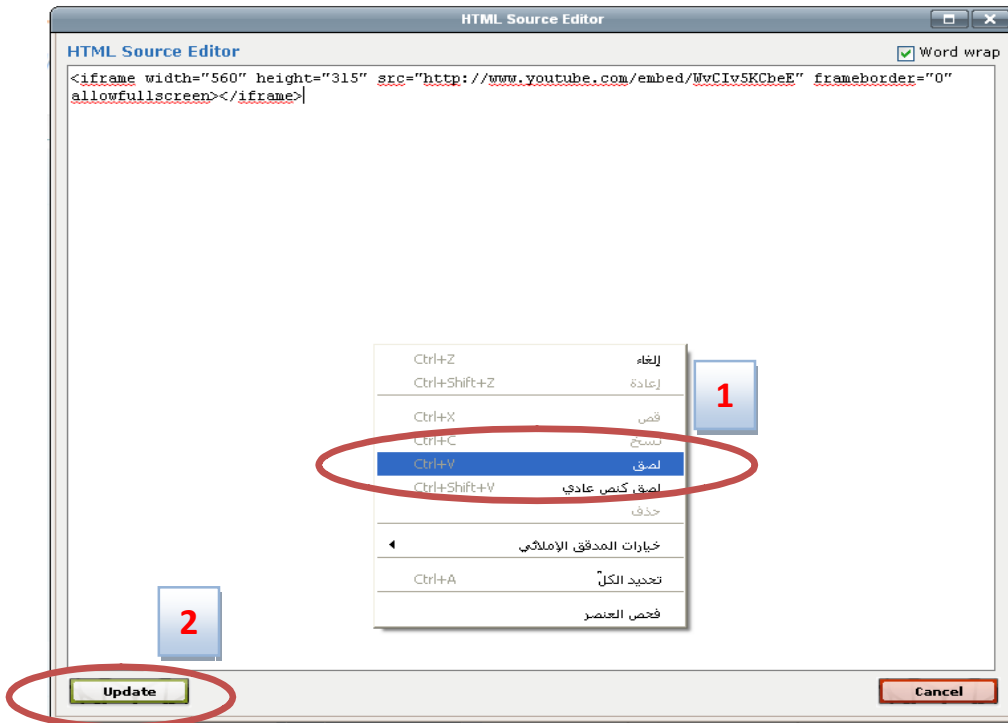 HTML Source Editor
HTML Source Editor
Word wrap
<iframe width="560" height="315" src="http://www.youtube.com/embed/WvCIv5KCbeE" frameborder="0"
allowfullscreen></iframe>
إلغاء Ctrl+Z
إعادة Ctrl+Shift+Z
قص Ctrl+X
نسخ Ctrl+C
لصق Ctrl+V
لصق كنص عادي Ctrl+Shift+V
حذف
خيارات المدقق الإملائي
تحديد الكلّ Ctrl+A
فحص العنصر
1
2
Update
Cancel